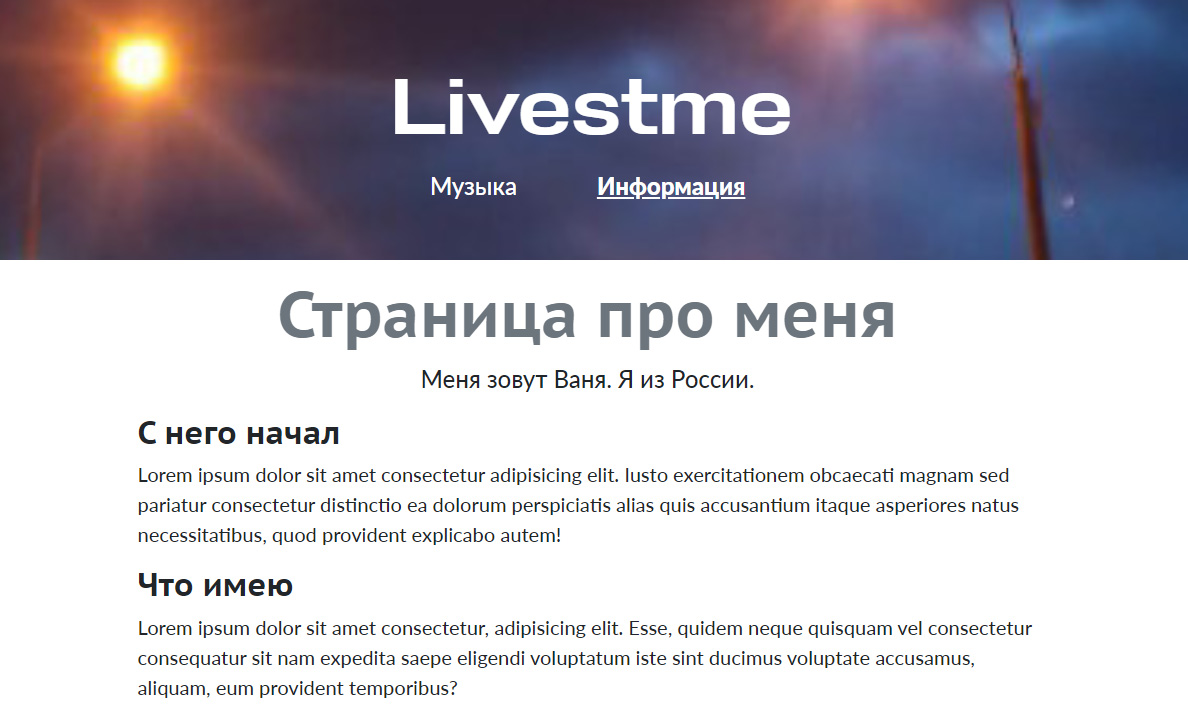 Livestme
Музыка Информация
Страница про меня
Меня зовут Ваня. Я из России.
С него начал
Lorem ipsum dolor sit amet consectetur adipisicing elit. Iusto exercitationem obcaecati magnam sed
pariatur consectetur distinctio ea dolorum perspiciatis alias quis accusantium itaque asperiores natus
necessitatibus, quod provident explicabo autem!
Что имею
Lorem ipsum dolor sit amet consectetur, adipisicing elit. Esse, quidem neque quisquam vel consectetur
consequatur sit nam expedita saepe eligendi voluptatum iste sint ducimus voluptate accusamus,
aliquam, eum provident temporibus?